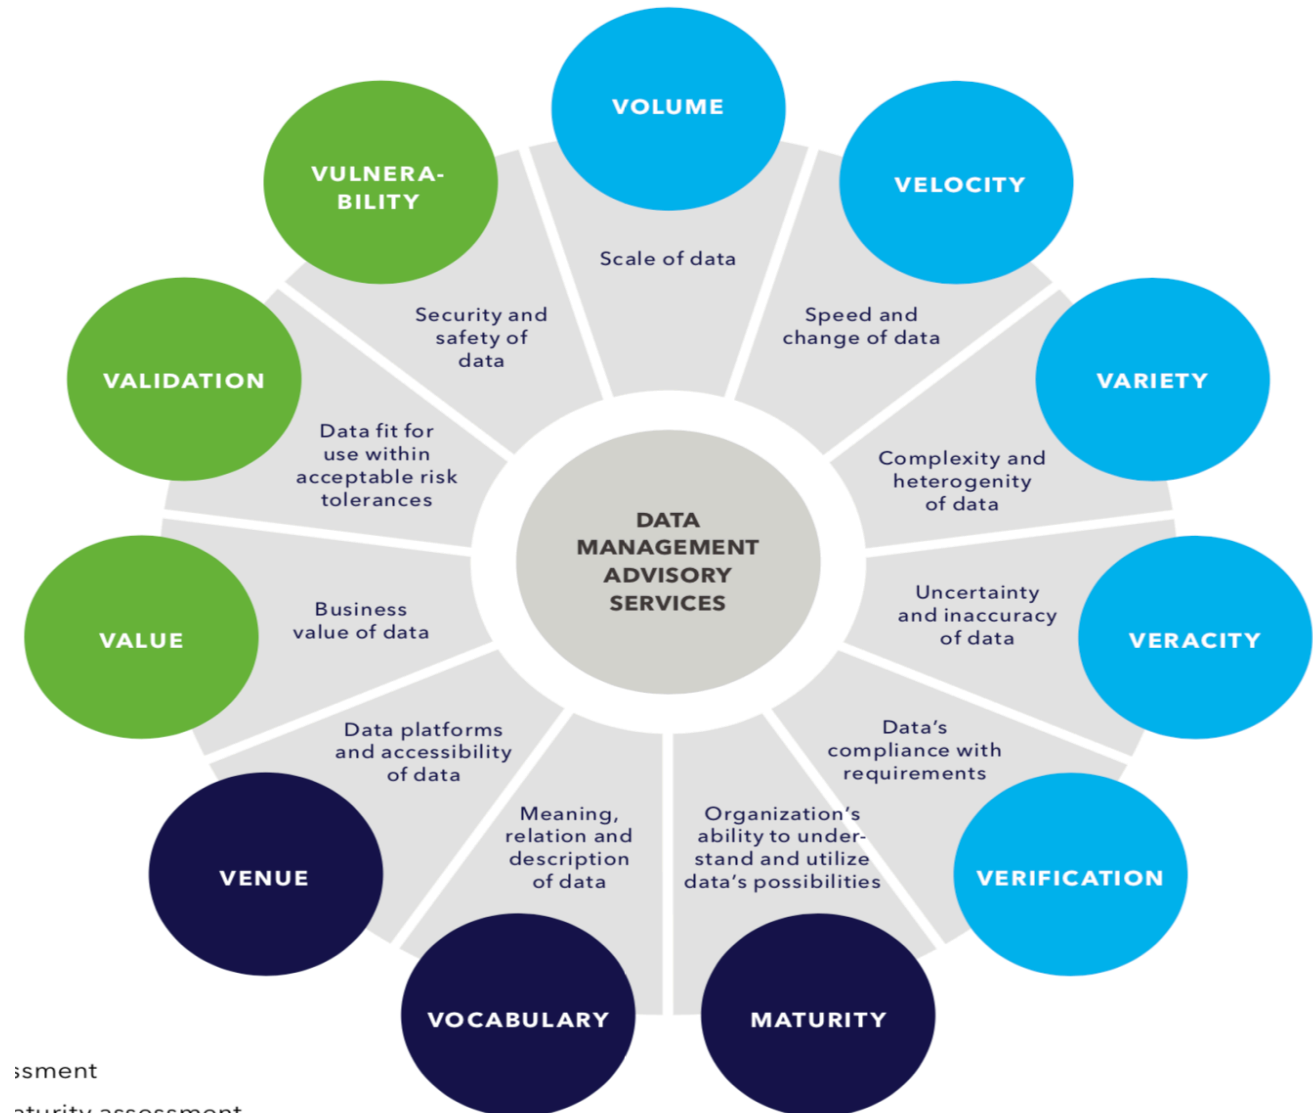 VOLUME
Scale of data
VELOCITY
Speed and
change of data
VARIETY
Complexity and
heterogenity
of data
VERACITY
Uncertainty
and inaccuracy
of data
VERIFICATION
Data’s
compliance with
requirements
MATURITY
Organization’s
ability to under-
stand and utilize
data’s possibilities
VOCABULARY
Meaning,
relation and
description
of data
VENUE
Data platforms
and accessibility
of data
VALUE
Business
value of data
VALIDATION
Data fit for
use within
acceptable risk
tolerances
VULNERA-
BILITY
Security and
safety of
data
DATA
MANAGEMENT
ADVISORY
SERVICES
ssment
aturity assessment